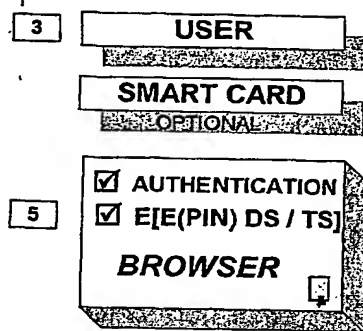 3
USER
SMART CARD
OPTIONAL
5
☑ AUTHENTICATION
☑ E[E(PIN) DS / TS]
BROWSER